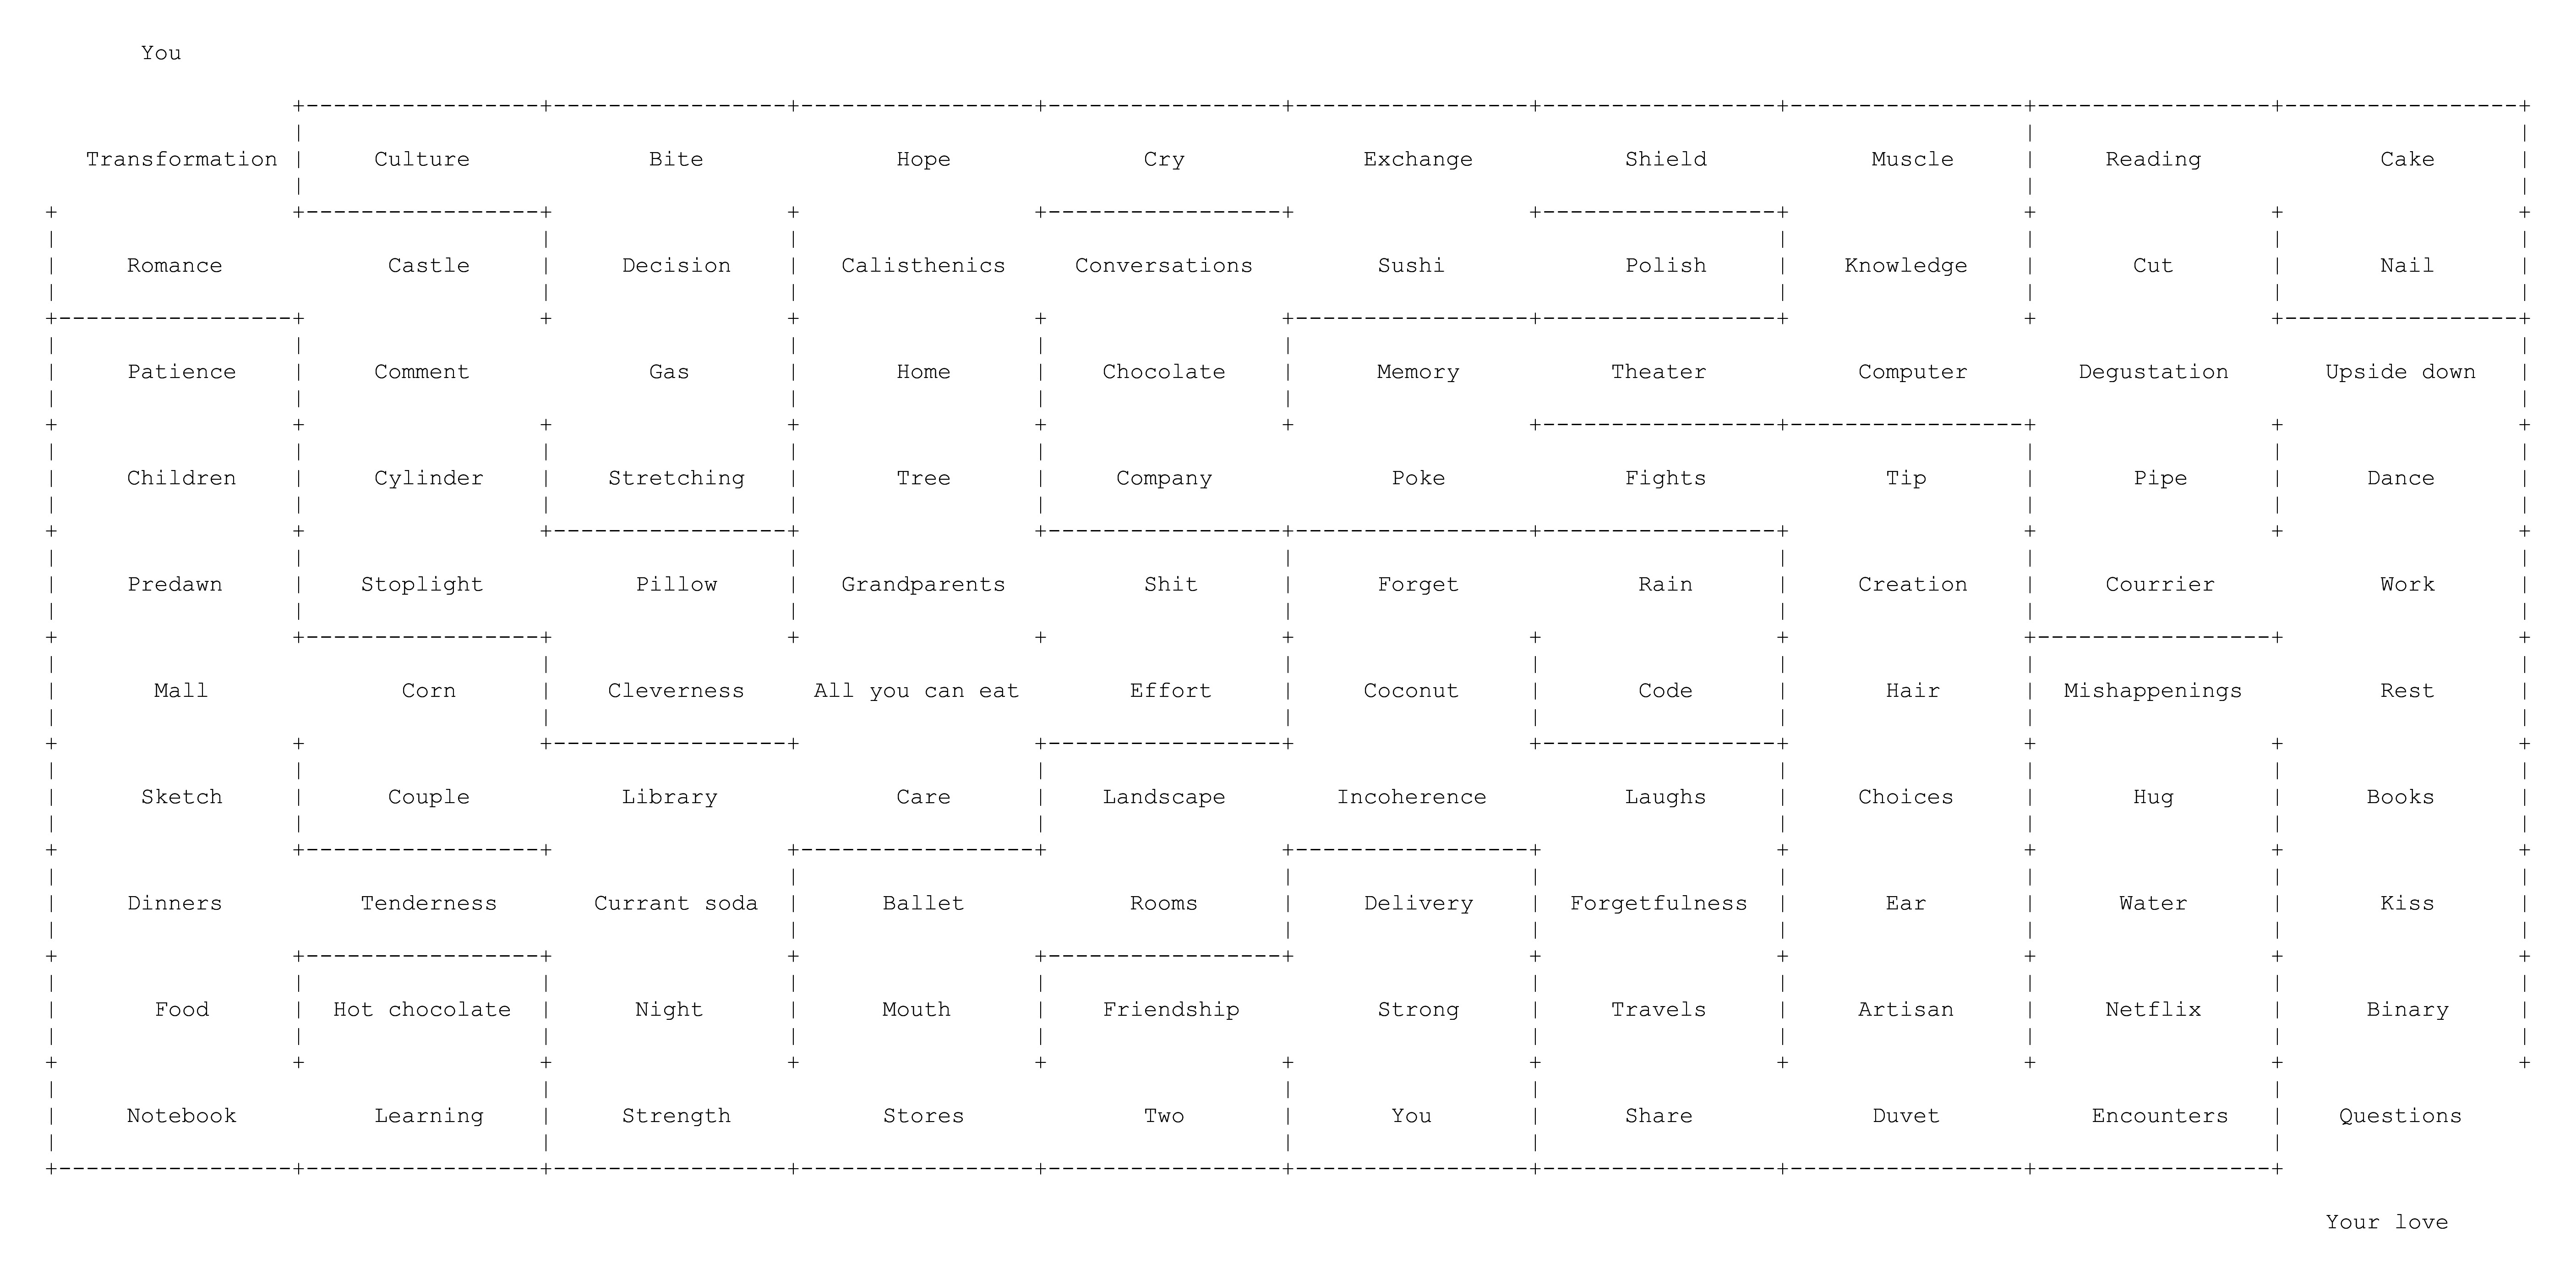 You
Transformation Culture Bite Hope Cry Exchange Shield Muscle Reading Cake
Romance Castle Decision Calisthenics Conversations Sushi Polish Knowledge Cut Nail
Patience Comment Gas Home Chocolate Memory Theater Computer Degustation Upside down
Children Cylinder Stretching Tree Company Poke Fights Tip Pipe Dance
Predawn Stoplight Pillow Grandparents Shit Forget Rain Creation Courrier Work
Mall Corn Cleverness All you can eat Effort Coconut Code Hair Mishappenings Rest
Sketch Couple Library Care Landscape Incoherence Laughs Choices Hug Books
Dinners Tenderness Currant soda Ballet Rooms Delivery Forgetfulness Ear Water Kiss
Food Hot chocolate Night Mouth Friendship Strong Travels Artisan Netflix Binary
Notebook Learning Strength Stores Two You Share Duvet Encounters Questions
Your love